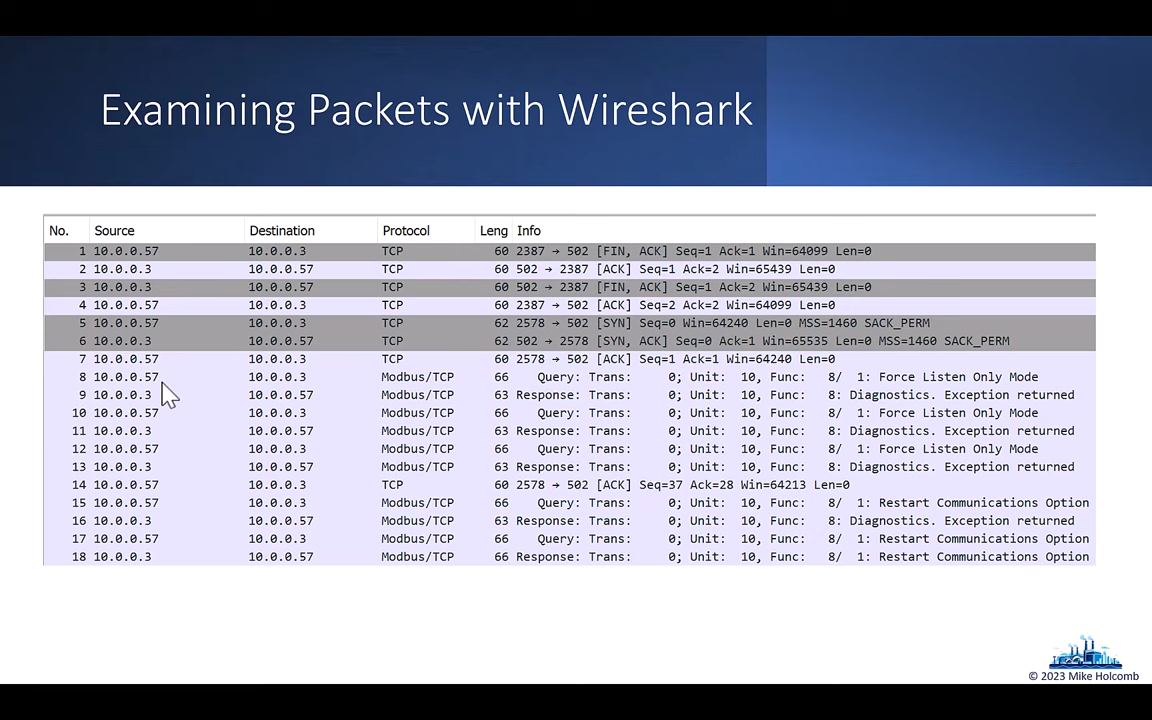 Examining Packets with Wireshark
No. Source Destination Protocol Leng Info
1 10.0.0.57 10.0.0.3 TCP 60 2387 → 502 [FIN, ACK] Seq=1 Ack=1 Win=64099 Len=0
2 10.0.0.3 10.0.0.57 TCP 60 502 → 2387 [ACK] Seq=1 Ack=2 Win=65439 Len=0
3 10.0.0.3 10.0.0.57 TCP 60 502 → 2387 [FIN, ACK] Seq=1 Ack=2 Win=65439 Len=0
4 10.0.0.57 10.0.0.3 TCP 60 2387 → 502 [ACK] Seq=2 Ack=2 Win=64099 Len=0
5 10.0.0.57 10.0.0.3 TCP 62 2578 → 502 [SYN] Seq=0 Win=64240 Len=0 MSS=1460 SACK_PERM
6 10.0.0.3 10.0.0.57 TCP 62 502 → 2578 [SYN, ACK] Seq=0 Ack=1 Win=65535 Len=0 MSS=1460 SACK_PERM
7 10.0.0.57 10.0.0.3 TCP 60 2578 → 502 [ACK] Seq=1 Ack=1 Win=64240 Len=0
8 10.0.0.57 10.0.0.3 Modbus/TCP 66 Query: Trans: 0; Unit: 10, Func: 8/ 1: Force Listen Only Mode
9 10.0.0.3 10.0.0.57 Modbus/TCP 63 Response: Trans: 0; Unit: 10, Func: 8: Diagnostics. Exception returned
10 10.0.0.57 10.0.0.3 Modbus/TCP 66 Query: Trans: 0; Unit: 10, Func: 8/ 1: Force Listen Only Mode
11 10.0.0.3 10.0.0.57 Modbus/TCP 63 Response: Trans: 0; Unit: 10, Func: 8: Diagnostics. Exception returned
12 10.0.0.57 10.0.0.3 Modbus/TCP 66 Query: Trans: 0; Unit: 10, Func: 8/ 1: Force Listen Only Mode
13 10.0.0.3 10.0.0.57 Modbus/TCP 63 Response: Trans: 0; Unit: 10, Func: 8: Diagnostics. Exception returned
14 10.0.0.57 10.0.0.3 TCP 60 2578 → 502 [ACK] Seq=37 Ack=28 Win=64213 Len=0
15 10.0.0.57 10.0.0.3 Modbus/TCP 66 Query: Trans: 0; Unit: 10, Func: 8/ 1: Restart Communications Option
16 10.0.0.3 10.0.0.57 Modbus/TCP 63 Response: Trans: 0; Unit: 10, Func: 8: Diagnostics. Exception returned
17 10.0.0.57 10.0.0.3 Modbus/TCP 66 Query: Trans: 0; Unit: 10, Func: 8/ 1: Restart Communications Option
18 10.0.0.3 10.0.0.57 Modbus/TCP 66 Response: Trans: 0; Unit: 10, Func: 8/ 1: Restart Communications Option
© 2023 Mike Holcomb